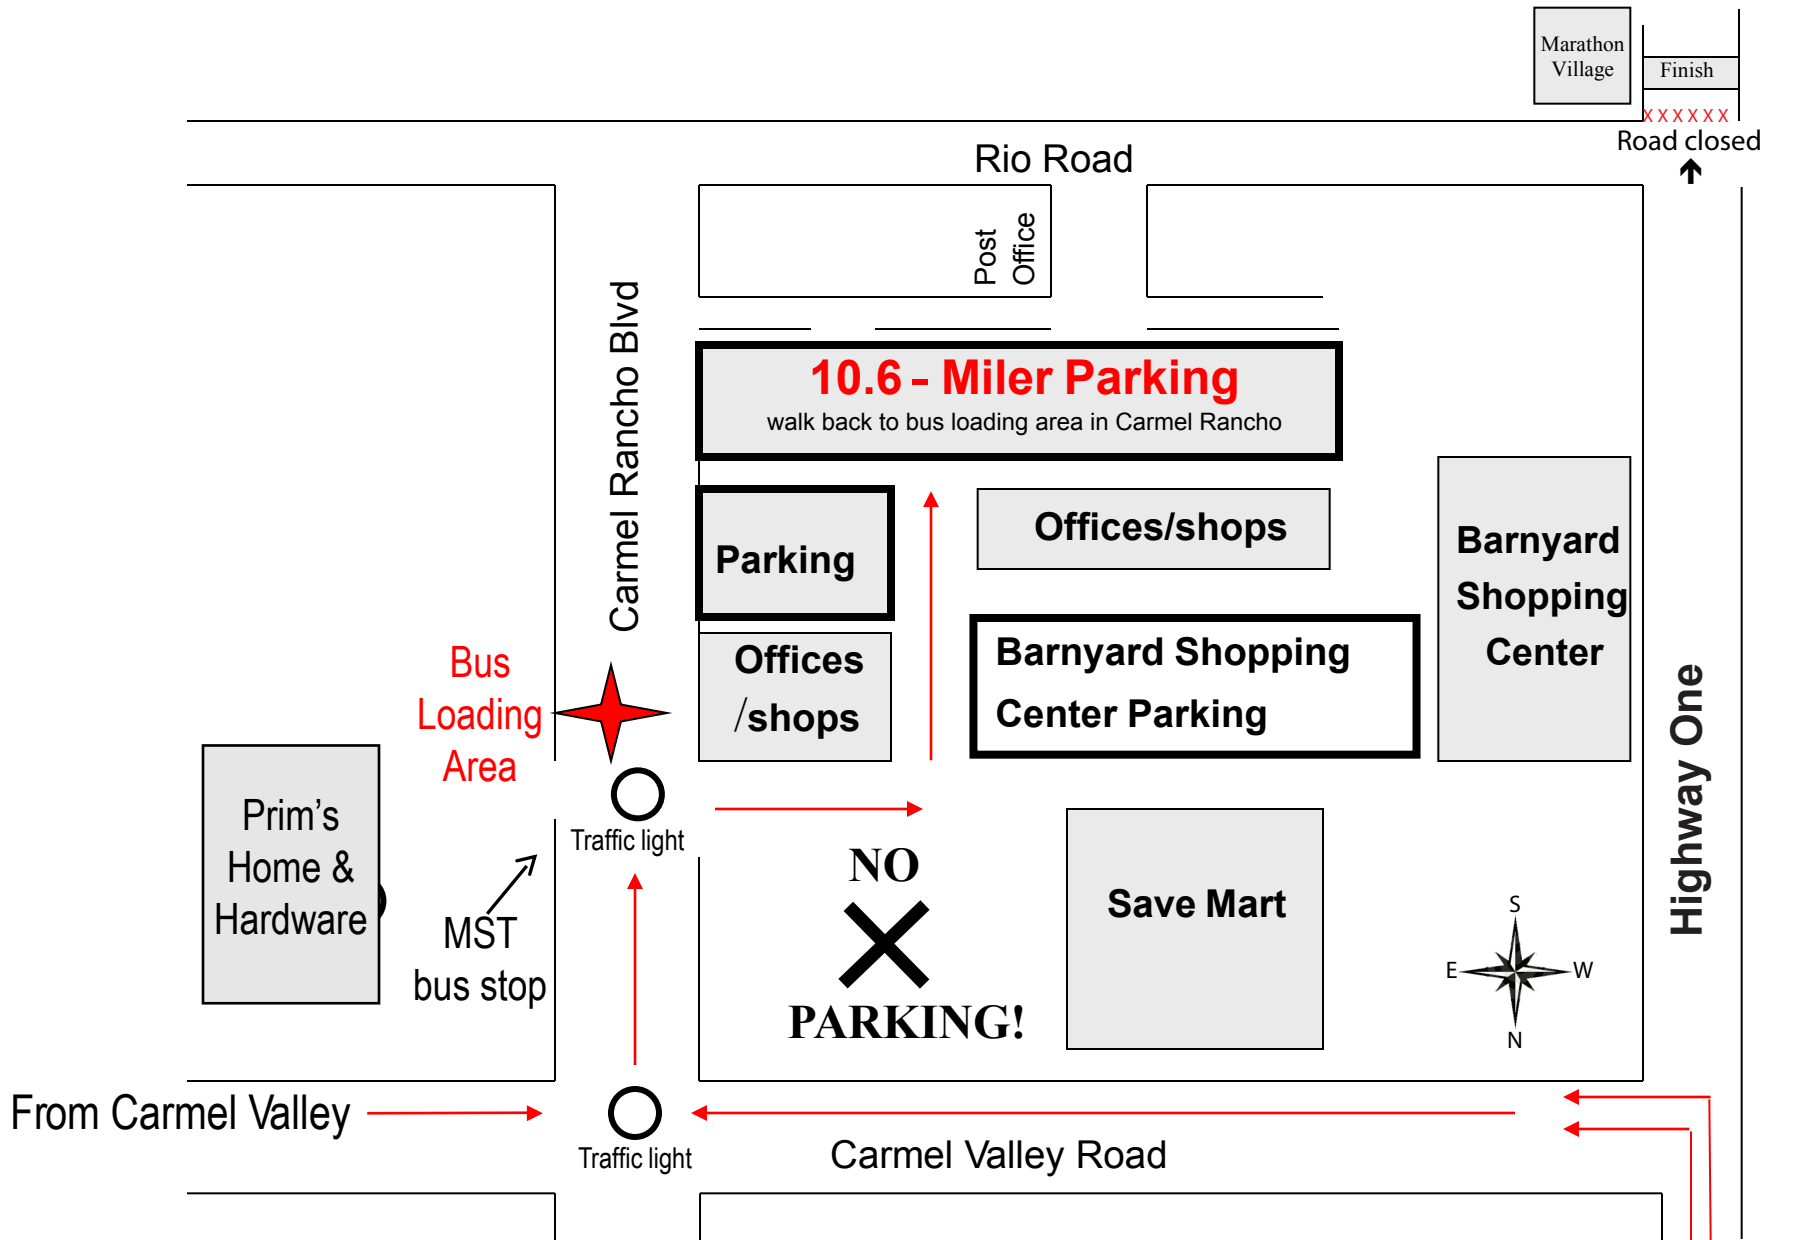 Marathon
Village
Finish
xxxxxx
Road closed
Rio Road
Post
Office
Carmel Rancho Blvd
10.6 - Miler Parking
walk back to bus loading area in Carmel Rancho
Parking
Offices/shops
Barnyard
Shopping
Center
Offices
/shops
Barnyard Shopping
Center Parking
Bus
Loading
Area
Highway One
Prim’s
Home &
Hardware
Traffic light
MST
bus stop
NO
PARKING!
Save Mart
S
E
W
N
From Carmel Valley
Traffic light
Carmel Valley Road